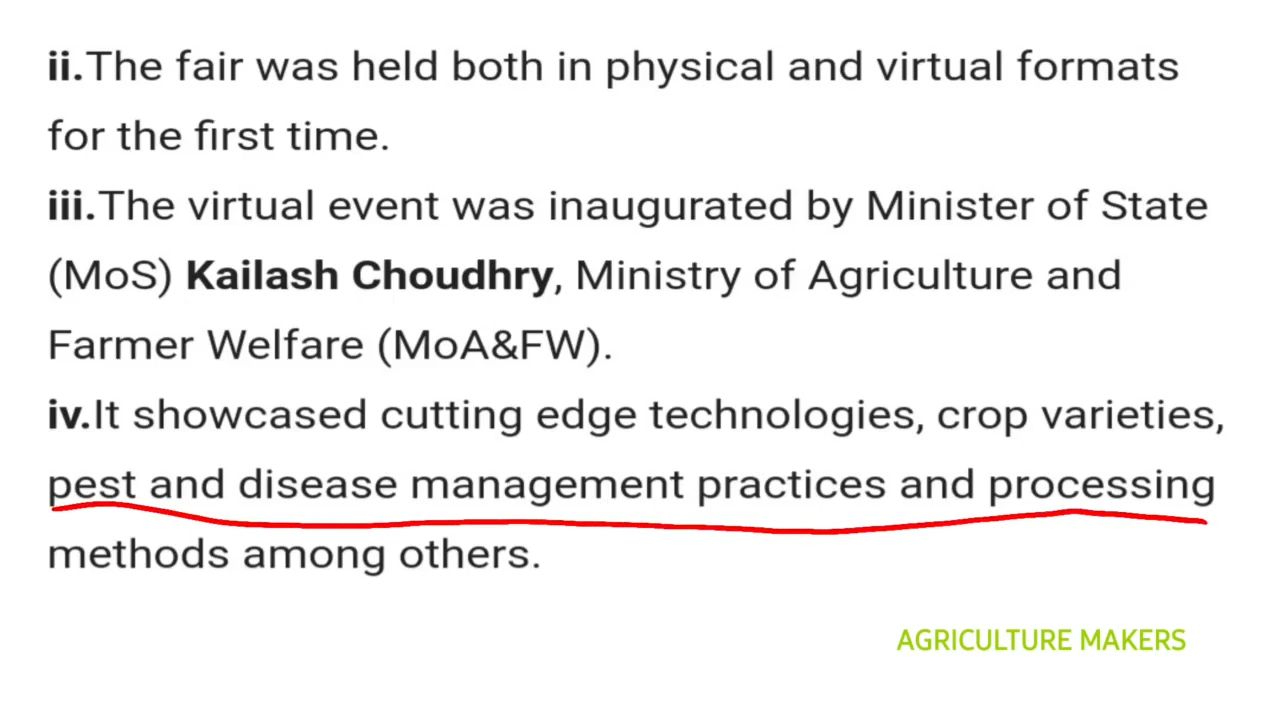 ii.The fair was held both in physical and virtual formats
for the first time.
iii.The virtual event was inaugurated by Minister of State
(MoS) Kailash Choudhry, Ministry of Agriculture and
Farmer Welfare (MoA&FW).
iv.It showcased cutting edge technologies, crop varieties,
pest and disease management practices and processing
methods among others.
AGRICULTURE MAKERS